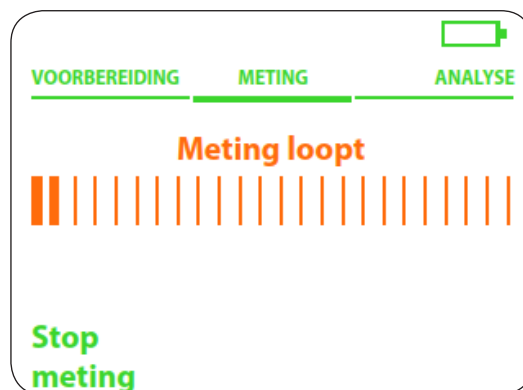 VOORBEREIDING METING ANALYSE
Meting loopt
Stop
meting